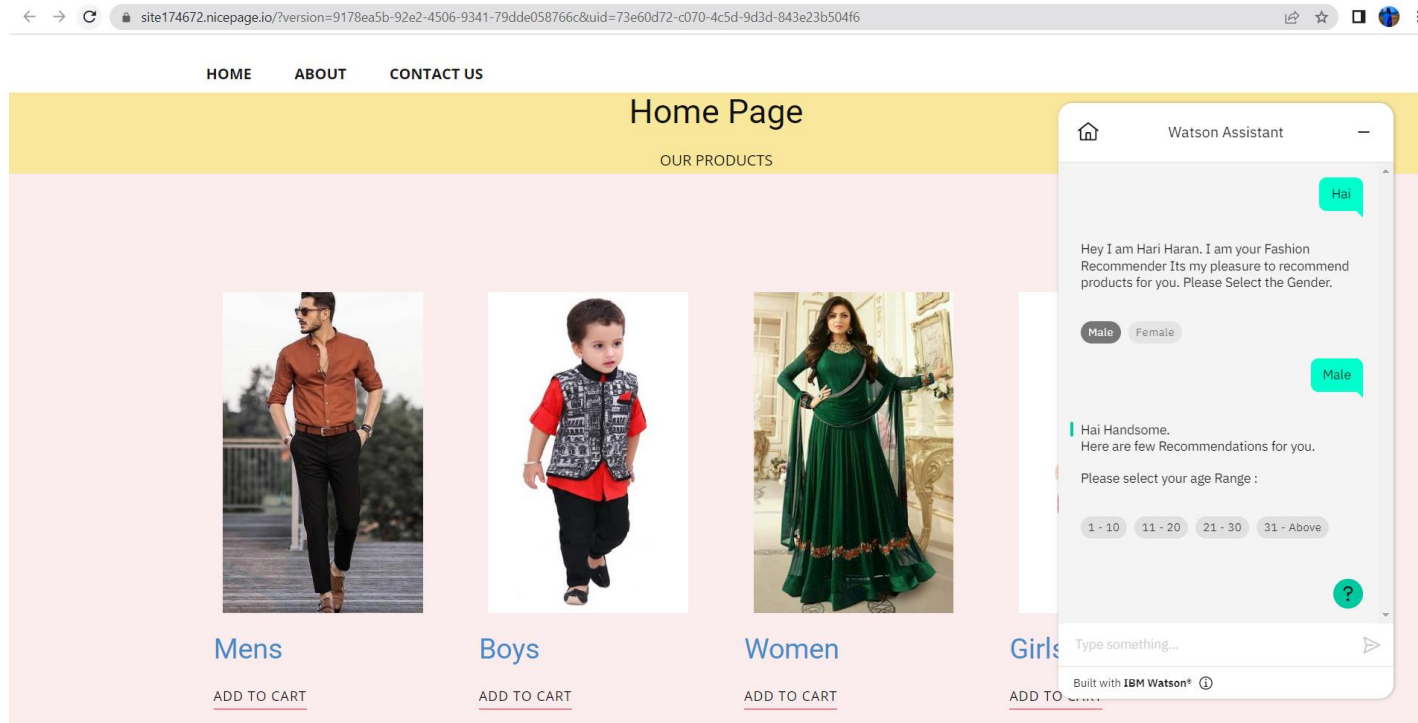 site174672.nicepage.io/?version=9178ea5b-92e2-4506-9341-79dde058766c&uid=73e60d72-c070-4c5d-9d3d-843e23b504f6
HOME ABOUT CONTACT US
Home Page
OUR PRODUCTS
Mens
ADD TO CART
Boys
ADD TO CART
Women
ADD TO CART
Girls
ADD TO
Watson Assistant
Hai
Hey I am Hari Haran. I am your Fashion
Recommender Its my pleasure to recommend
products for you. Please Select the Gender.
Male Female
Male
Hai Handsome.
Here are few Recommendations for you.
Please select your age Range :
1 - 10 11 - 20 21 - 30 31 - Above
?
Type something...
Built with IBM Watson®